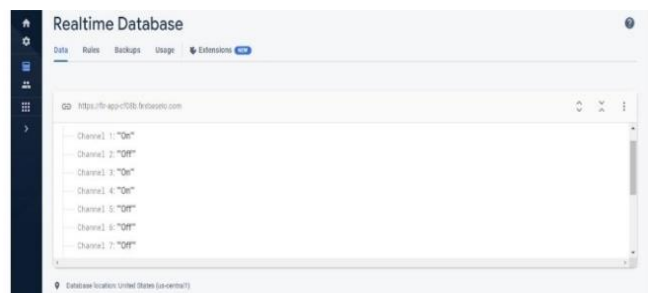 Realtime Database
Data Rules Backups Usage Extensions NEW
Channel 1: "On"
Channel 2: "Off"
Channel 3: "On"
Channel 4: "On"
Channel 5: "Off"
Channel 6: "Off"
Channel 7: "Off"
Database location: United States (us-central1)